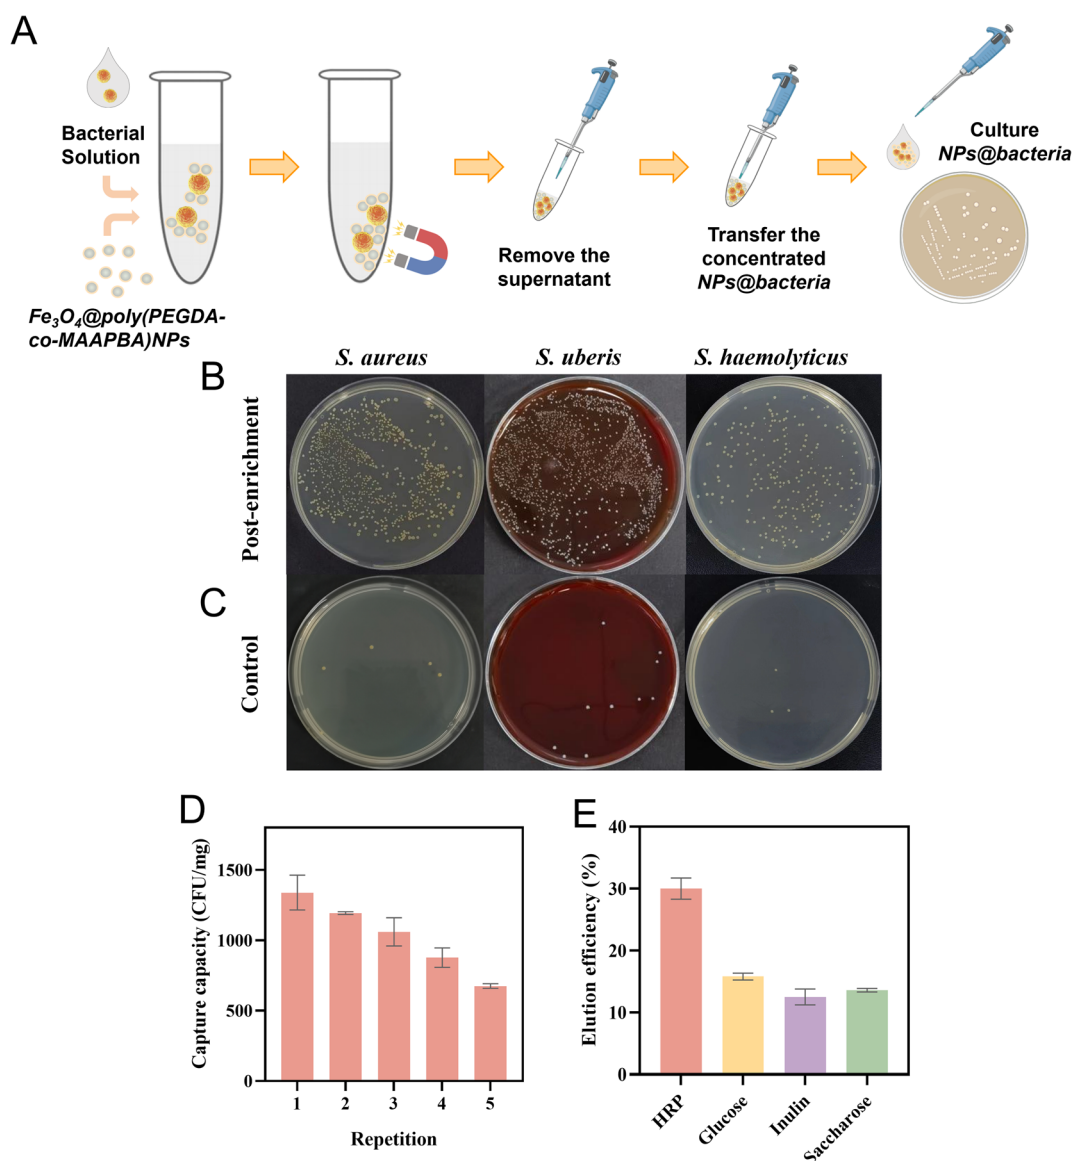 A
Bacterial
Solution
Fe₃O₄@poly(PEGDA-
co-MAAPBA)NPs
Remove the
supernatant
Transfer the
concentrated
NPs@bacteria
Culture
NPs@bacteria
B
S. aureus
S. uberis
S. haemolyticus
Post-enrichment
C
Control
D
Capture capacity (CFU/mg)
1500
1000
500
0
1 2 3 4 5
Repetition
E
Elution efficiency (%)
40
30
20
10
0
HRP
Glucose
Inulin
Saccharose